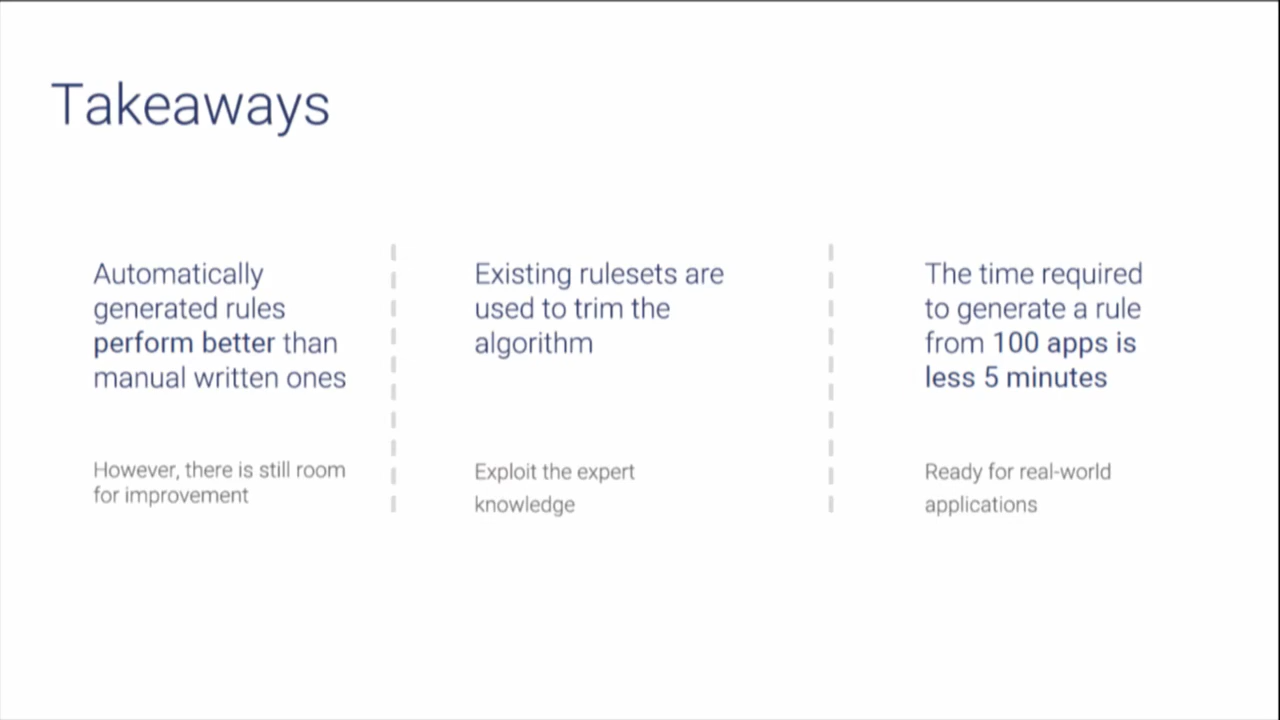 Takeaways
Automatically
generated rules
perform better than
manual written ones
However, there is still room
for improvement
Existing rulesets are
used to trim the
algorithm
Exploit the expert
knowledge
The time required
to generate a rule
from 100 apps is
less 5 minutes
Ready for real-world
applications